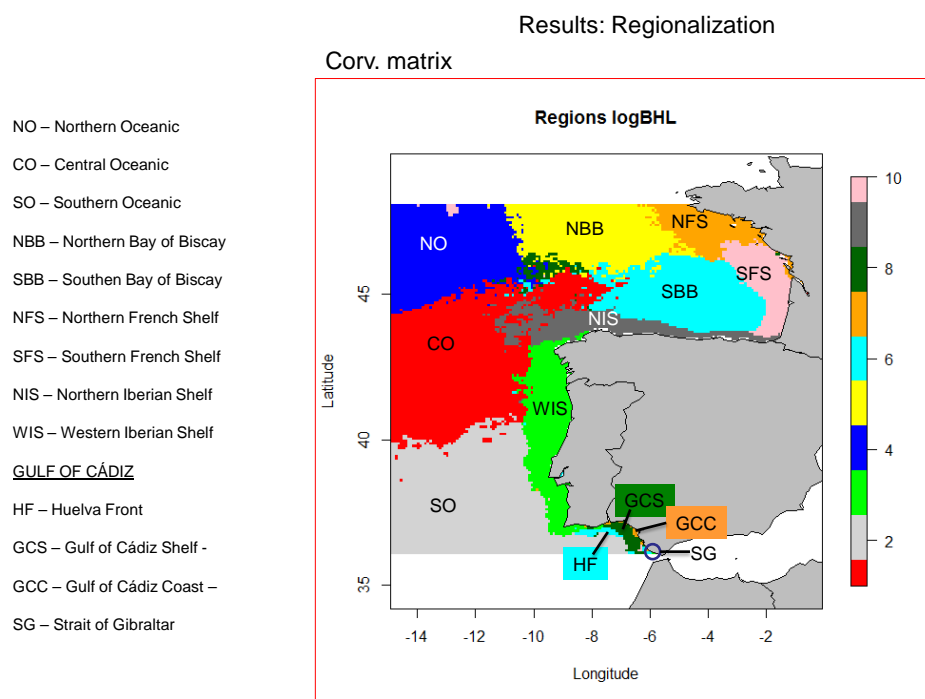 Results: Regionalization
Corv. matrix
NO – Northern Oceanic
CO – Central Oceanic
SO – Southern Oceanic
NBB – Northern Bay of Biscay
SBB – Southen Bay of Biscay
NFS – Northern French Shelf
SFS – Southern French Shelf
NIS – Northern Iberian Shelf
WIS – Western Iberian Shelf
GULF OF CÁDIZ
HF – Huelva Front
GCS – Gulf of Cádiz Shelf -
GCC – Gulf of Cádiz Coast –
SG – Strait of Gibraltar
Regions logBHL
NO
NBB
NFS
SFS
SBB
NIS
CO
WIS
SO
GCS
GCC
HF
SG
Latitude
45
40
35
-14 -12 -10 -8 -6 -4 -2
Longitude
10
8
6
4
2